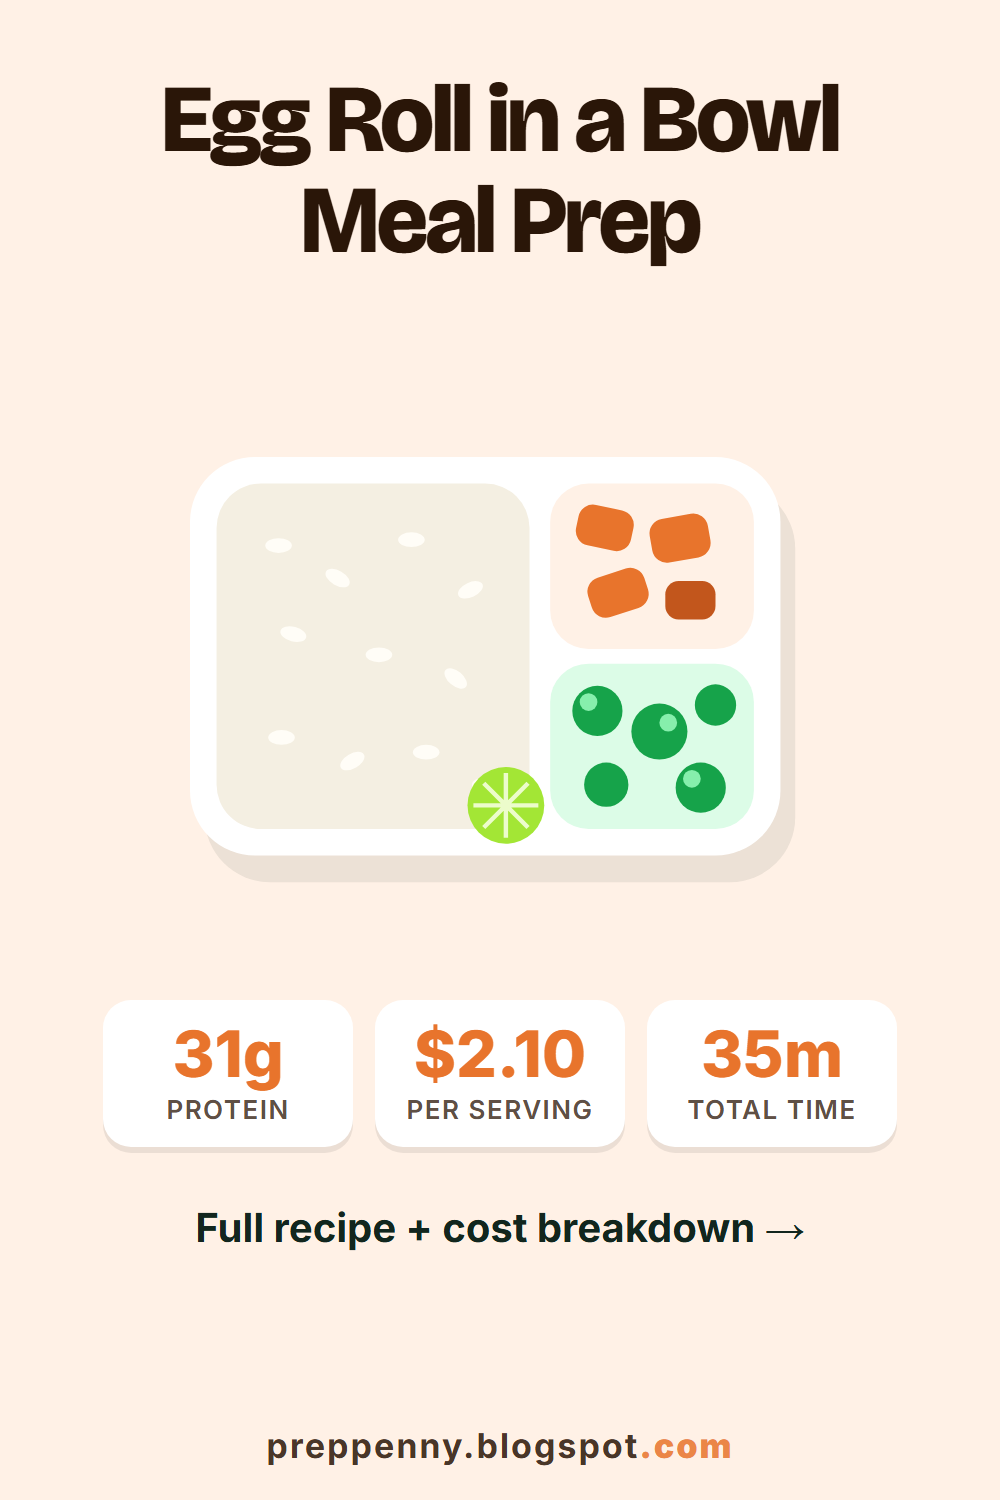 Egg Roll in a Bowl
Meal Prep
31g
PROTEIN
$2.10
PER SERVING
35m
TOTAL TIME
Full recipe + cost breakdown →
preppenny.blogspot.com